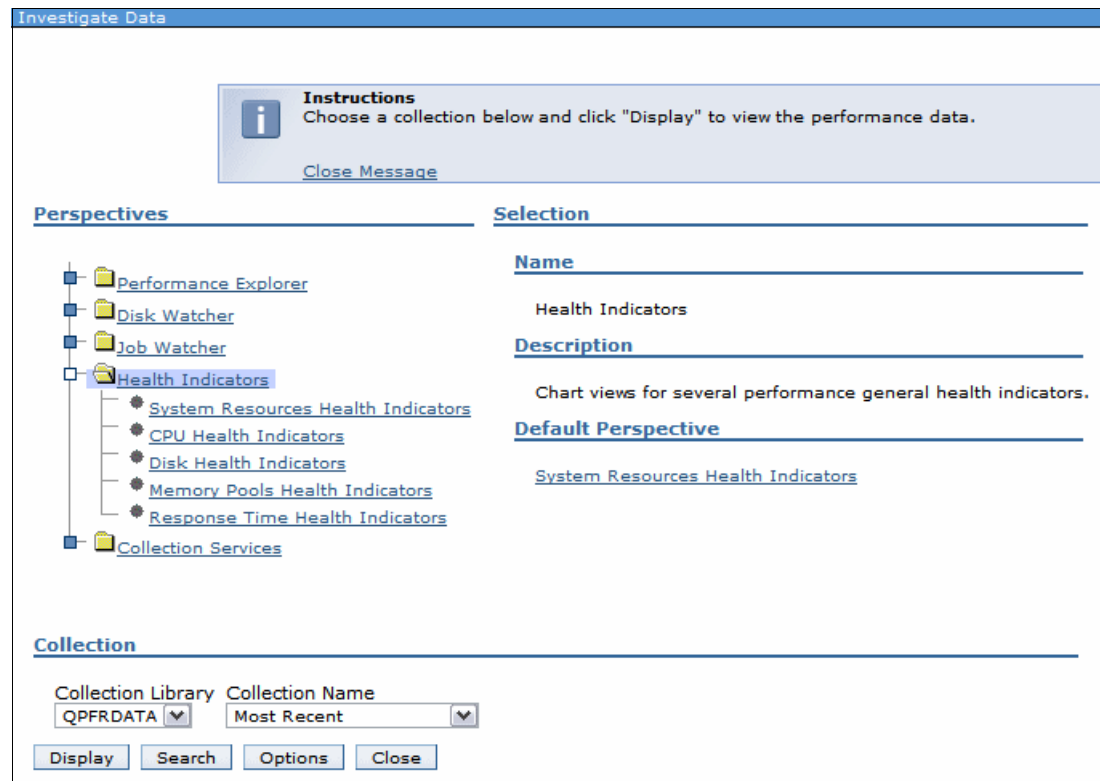 Investigate Data
Instructions
Choose a collection below and click "Display" to view the performance data.
Close Message
Perspectives
Performance Explorer
Disk Watcher
Job Watcher
Health Indicators
System Resources Health Indicators
CPU Health Indicators
Disk Health Indicators
Memory Pools Health Indicators
Response Time Health Indicators
Collection Services
Selection
Name
Health Indicators
Description
Chart views for several performance general health indicators.
Default Perspective
System Resources Health Indicators
Collection
Collection Library Collection Name
QPFRDATA Most Recent
Display Search Options Close